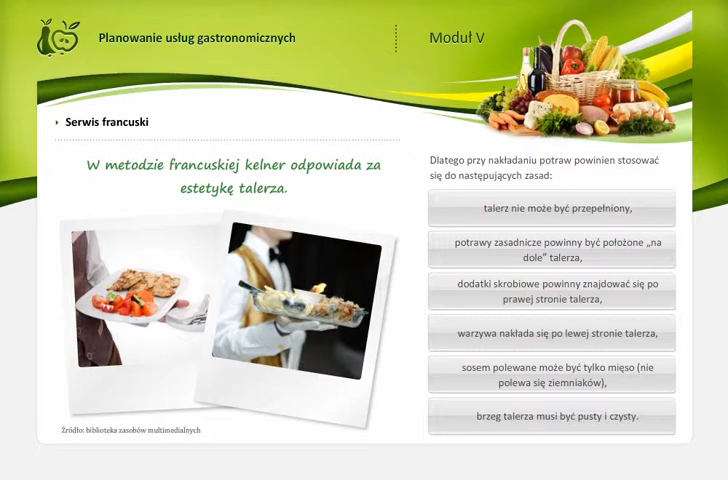 Planowanie usług gastronomicznych
Moduł V
Serwis francuski
W metodzie francuskiej kelner odpowiada za
estetykę talerza.
Źródło: biblioteka zasobów multimedialnych
Dlatego przy nakładaniu potraw powinien stosować
się do następujących zasad:
talerz nie może być przepełniony,
potrawy zasadnicze powinny być położone „na
dole” talerza,
dodatki skrobiowe powinny znajdować się po
prawej stronie talerza,
warzywa nakłada się po lewej stronie talerza,
sosem polewane może być tylko mięso (nie
polewa się ziemniaków),
brzeg talerza musi być pusty i czysty.